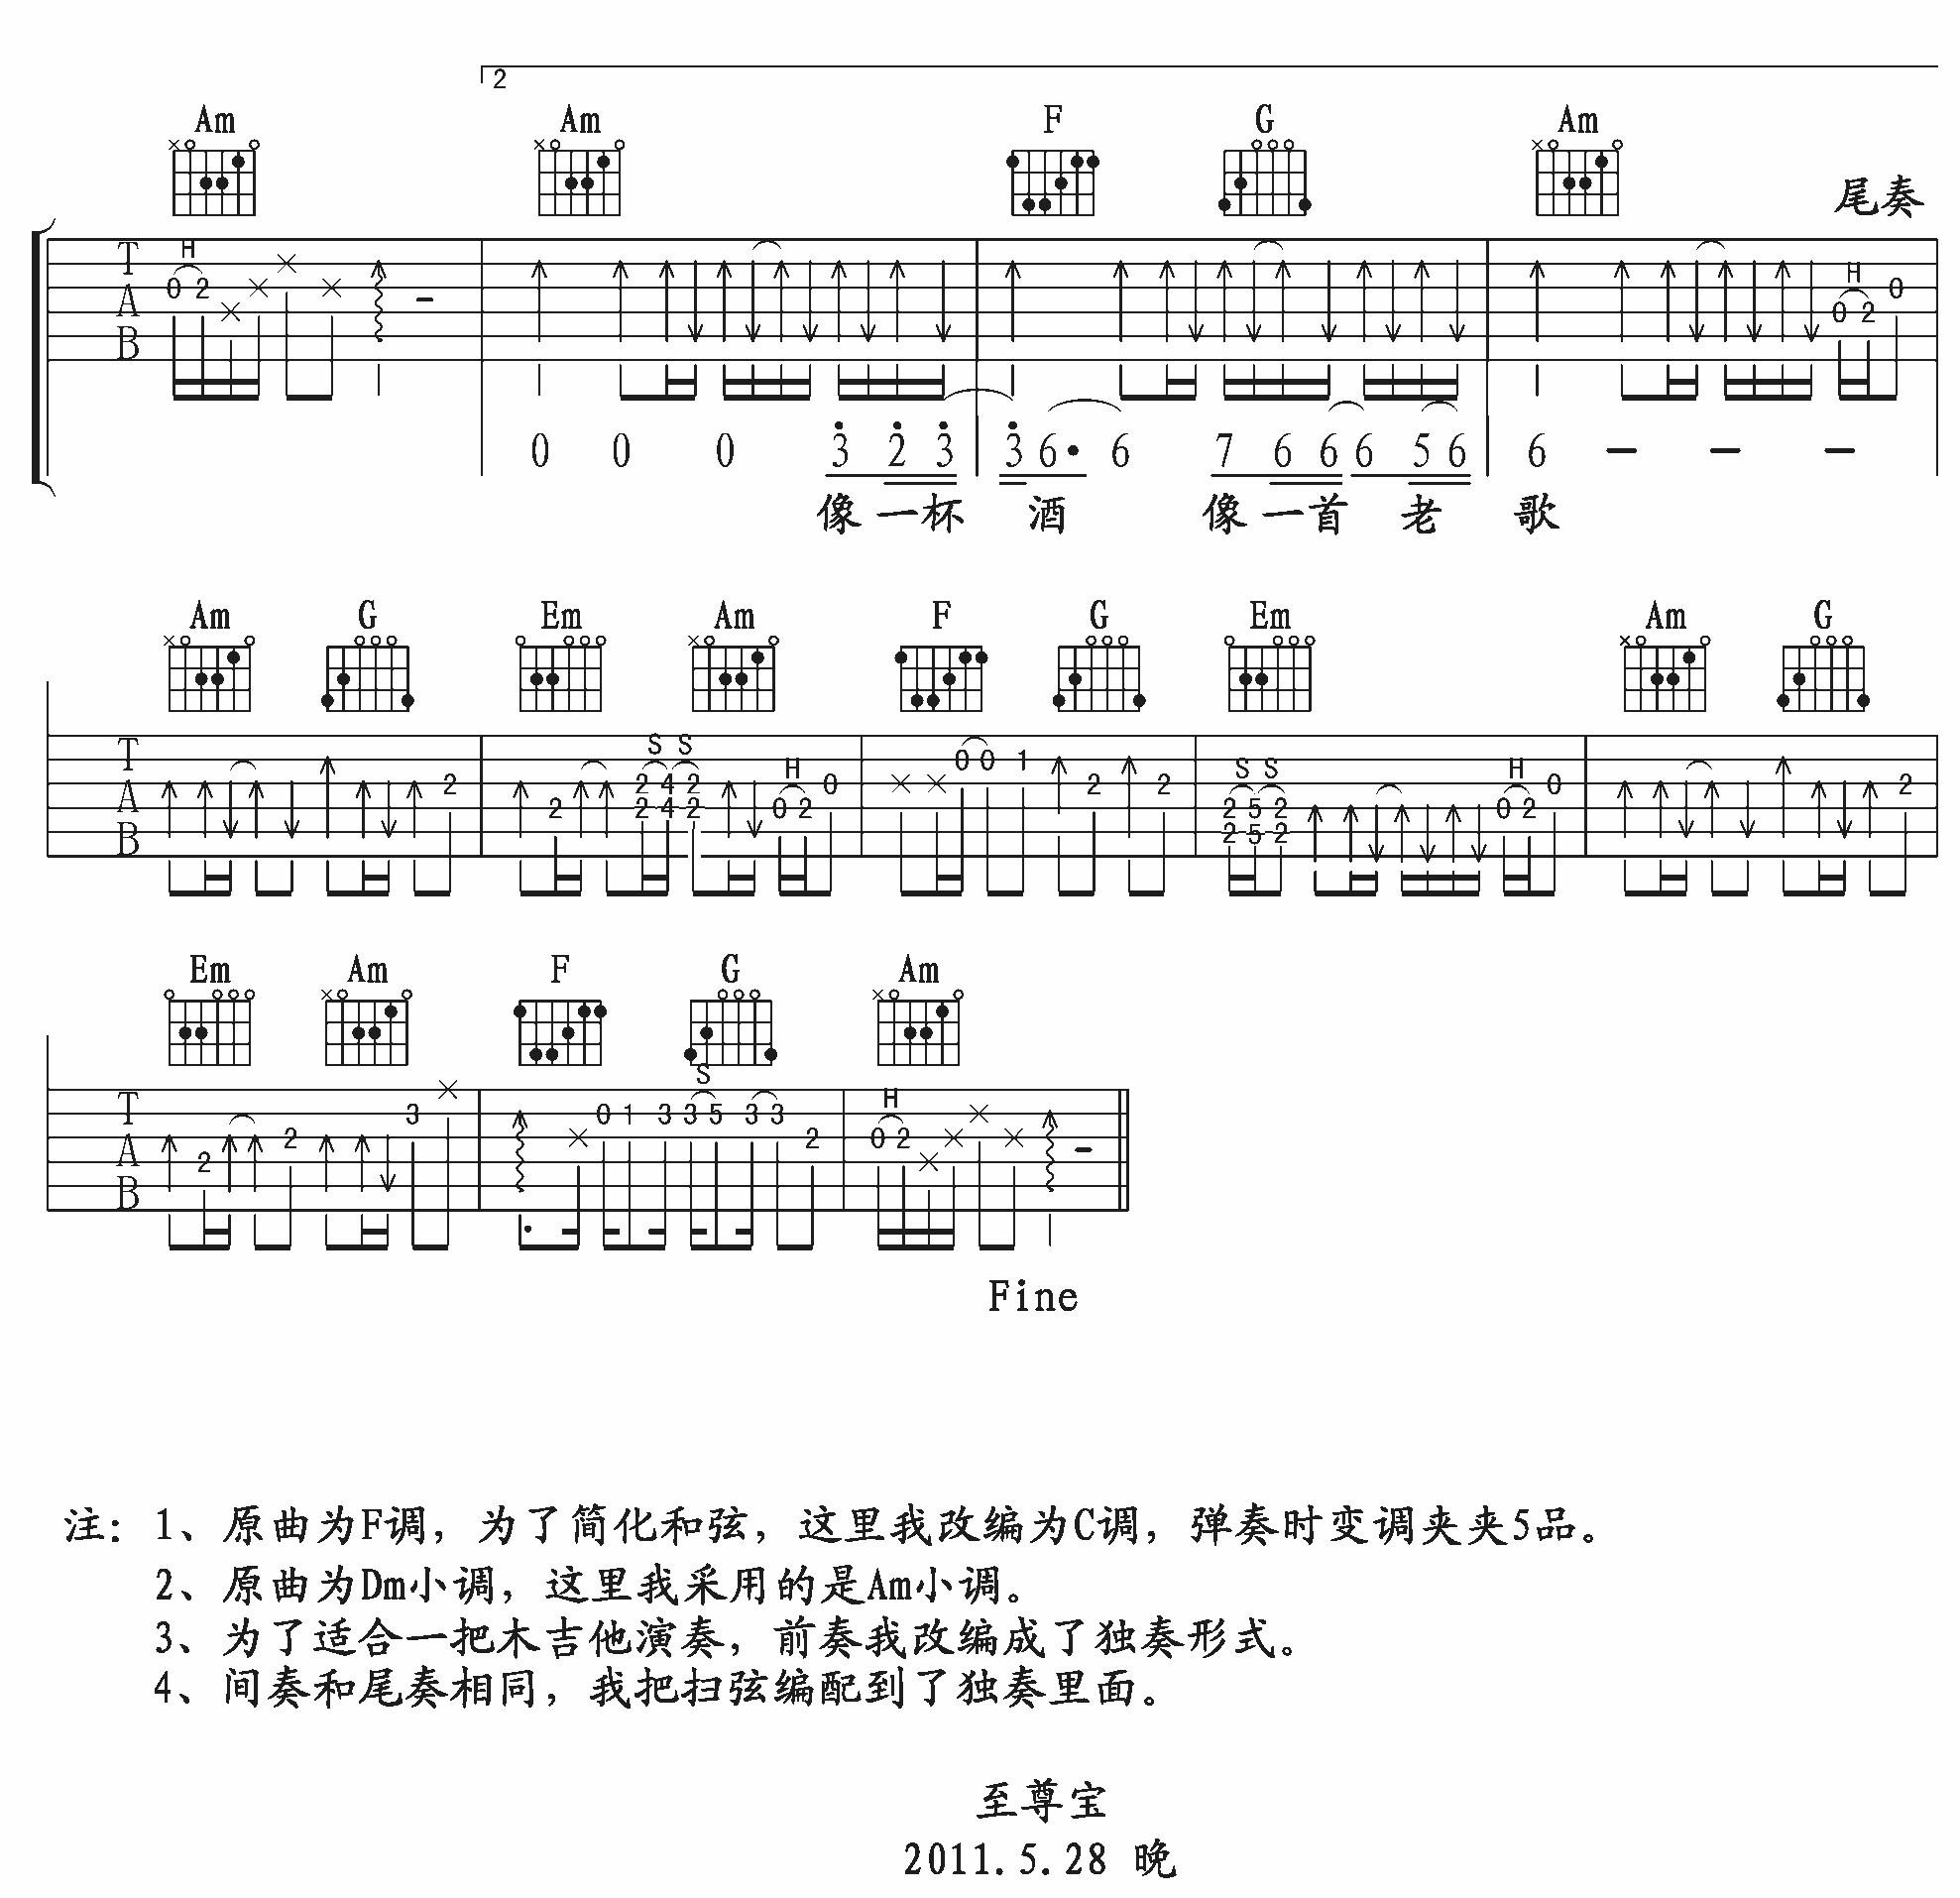 2
Am Am F G Am
尾奏
T H
0 2 H
A 0 2 0
B
0 0 0 3 2 3 3 6· 6 7 6 6 6 5 6 6 — — —
像 一杯 酒 像 一首 老 歌
Am G Em Am F G Em Am G
T S S 0 0 1 S S H
A 2 2 2 4 2 H 0 2 2 2 5 2 0 2 0 2
B 2 4 2 0 2 2 5 2
Em Am F G Am
S
T 3 0 1 3 3 5 3 3 H
A 2 2 2 0 2
B
Fine
注：1、原曲为F调，为了简化和弦，这里我改编为C调，弹奏时变调夹夹5品。
2、原曲为Dm小调，这里我采用的是Am小调。
3、为了适合一把木吉他演奏，前奏我改编成了独奏形式。
4、间奏和尾奏相同，我把扫弦编配到了独奏里面。
至尊宝
2011.5.28 晚